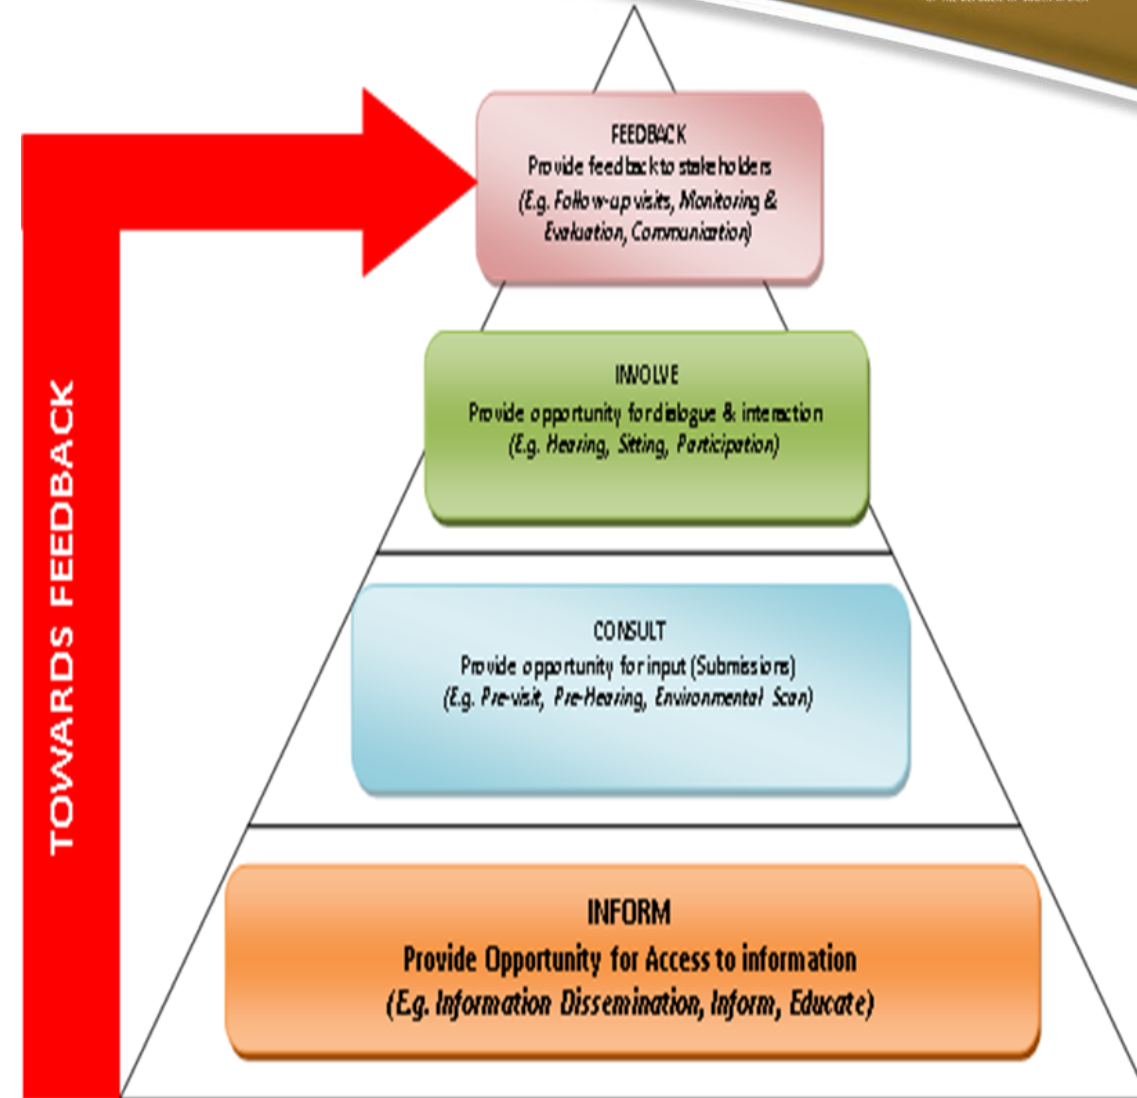 FEEDBACK
Provide feedback to stakeholders
(E.g. Follow-up visits, Monitoring &
Evaluation, Communication)
INVOLVE
Provide opportunity for dialogue & interaction
(E.g. Hearing, Sitting, Participation)
CONSULT
Provide opportunity for input (Submissions)
(E.g. Pre-visit, Pre-Hearing, Environmental Scan)
INFORM
Provide Opportunity for Access to information
(E.g. Information Dissemination, Inform, Educate)
TOWARDS FEEDBACK